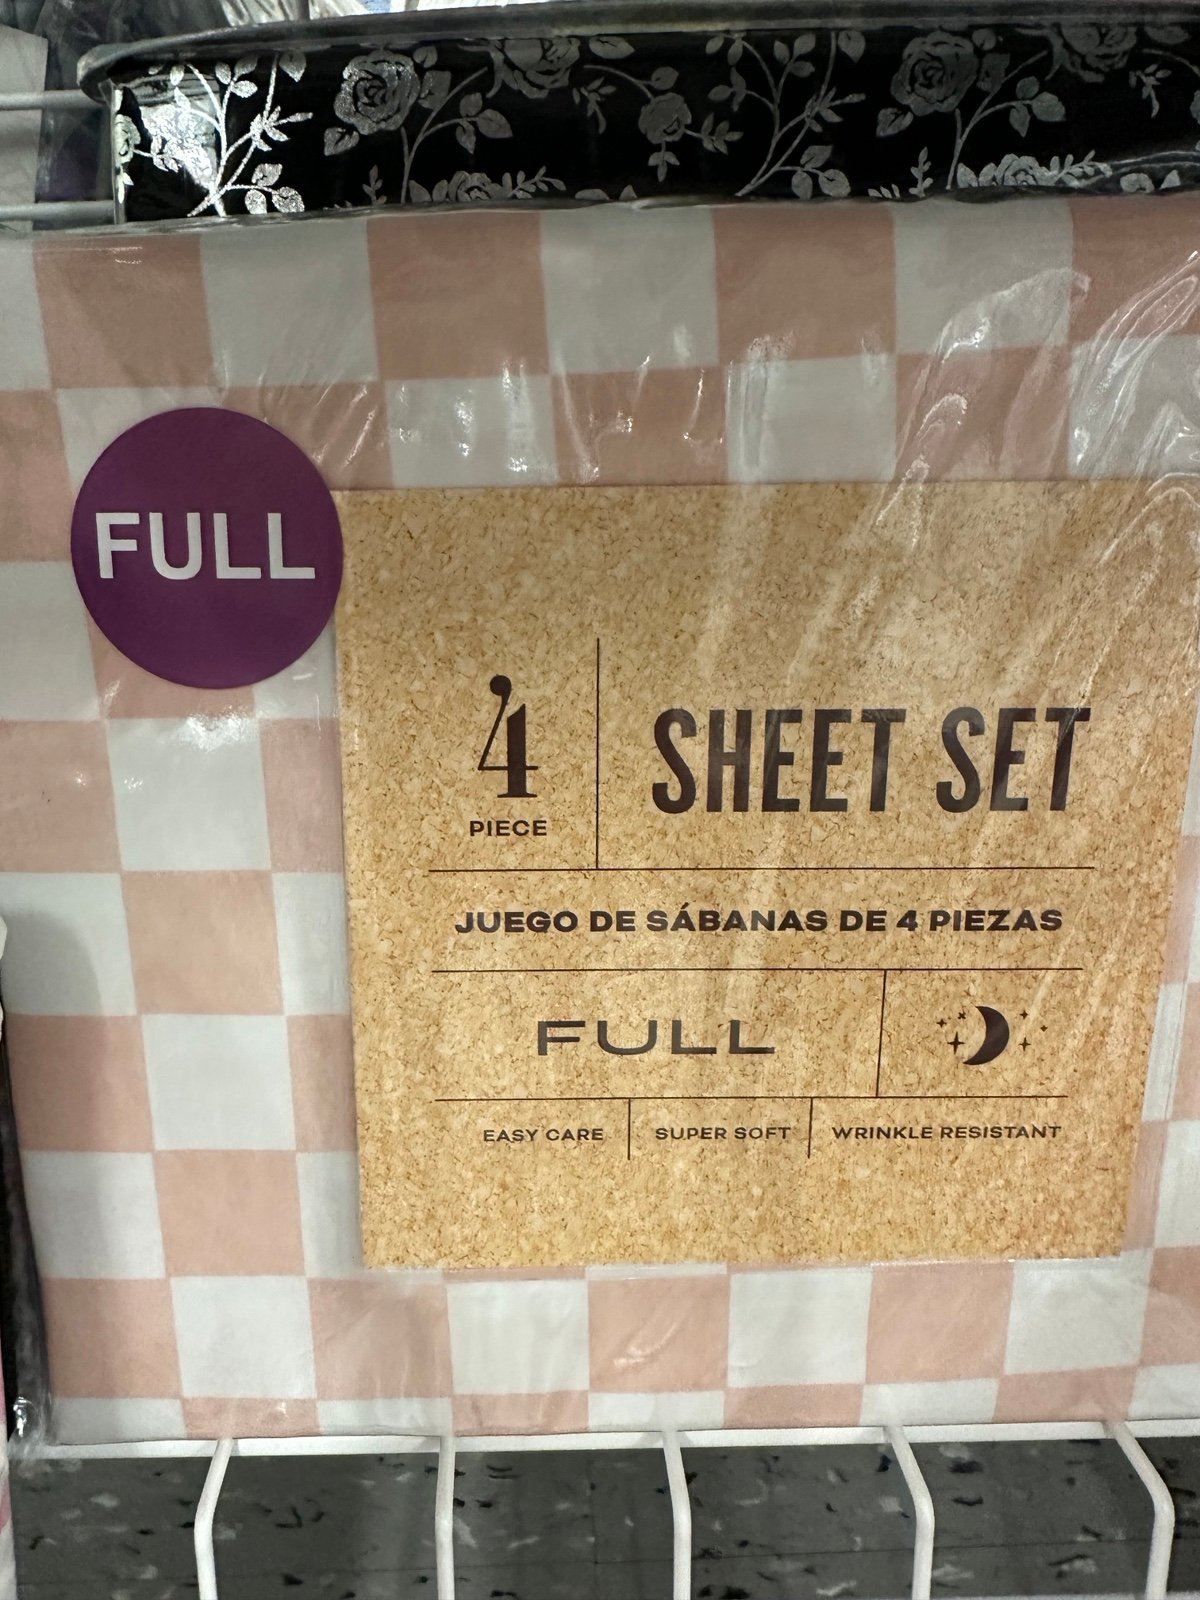 FULL
4
PIECE
SHEET SET
JUEGO DE SÁBANAS DE 4 PIEZAS
FULL
EASY CARE
SUPER SOFT
WRINKLE RESISTANT